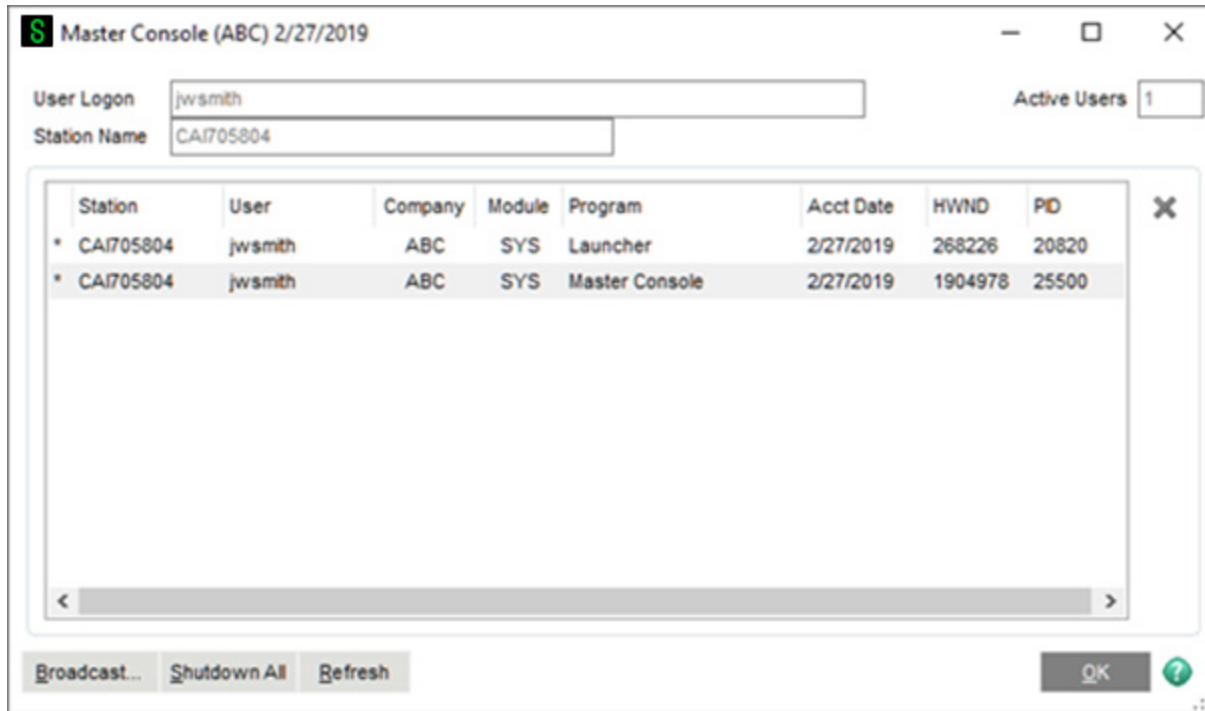 S Master Console (ABC) 2/27/2019
User Logon jwsmith Active Users 1
Station Name CAI705804
Station User Company Module Program Acct Date HWND PID
* CAI705804 jwsmith ABC SYS Launcher 2/27/2019 268226 20820
* CAI705804 jwsmith ABC SYS Master Console 2/27/2019 1904978 25500
Broadcast... Shutdown All Refresh OK ?